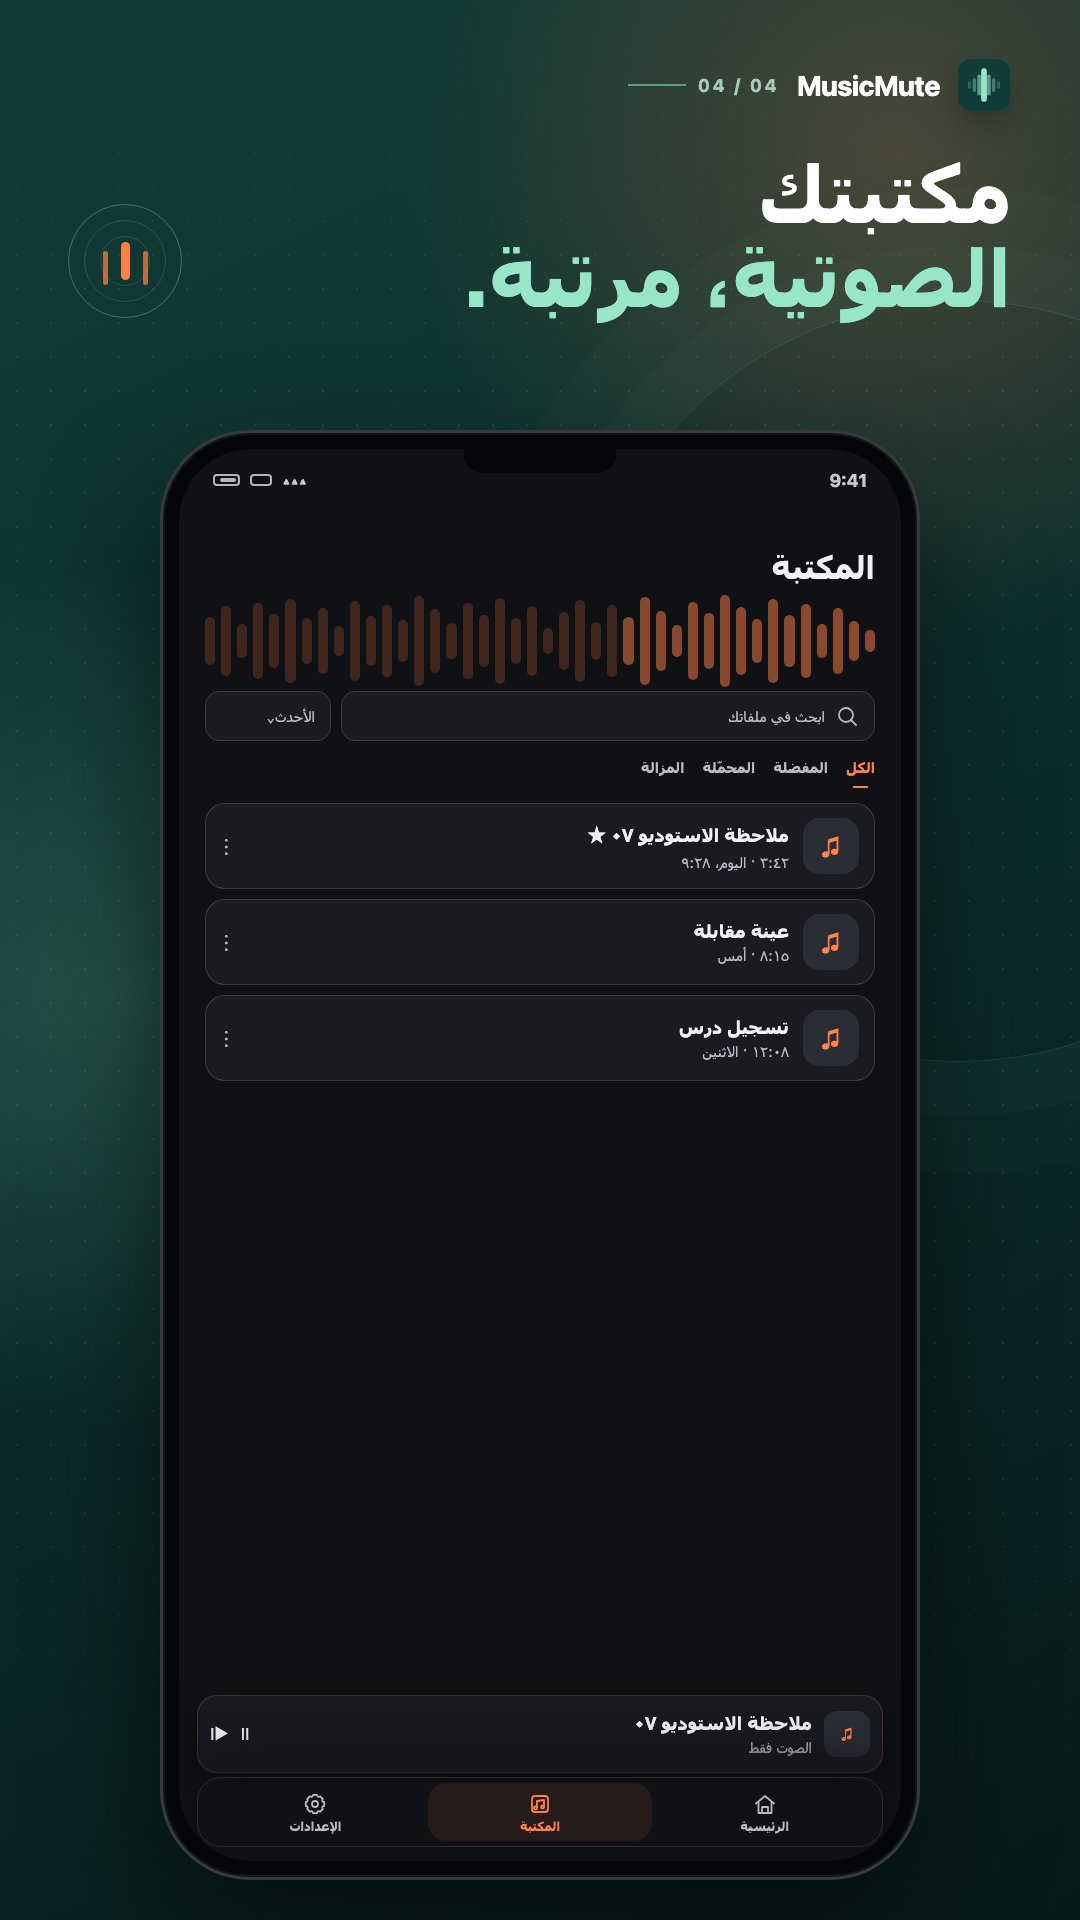 MusicMute 04 / 04
مكتبتك
الصوتية، مرتبة.
9:41
المكتبة
ابحث في ملفاتك
الأحدث
الكل المفضلة المحمّلة المزالة
ملاحظة الاستوديو ٠٧ ★
٣:٤٢ · اليوم، ٩:٢٨
عينة مقابلة
٨:١٥ · أمس
تسجيل درس
١٢:٠٨ · الاثنين
ملاحظة الاستوديو ٠٧
الصوت فقط
الرئيسية المكتبة الإعدادات